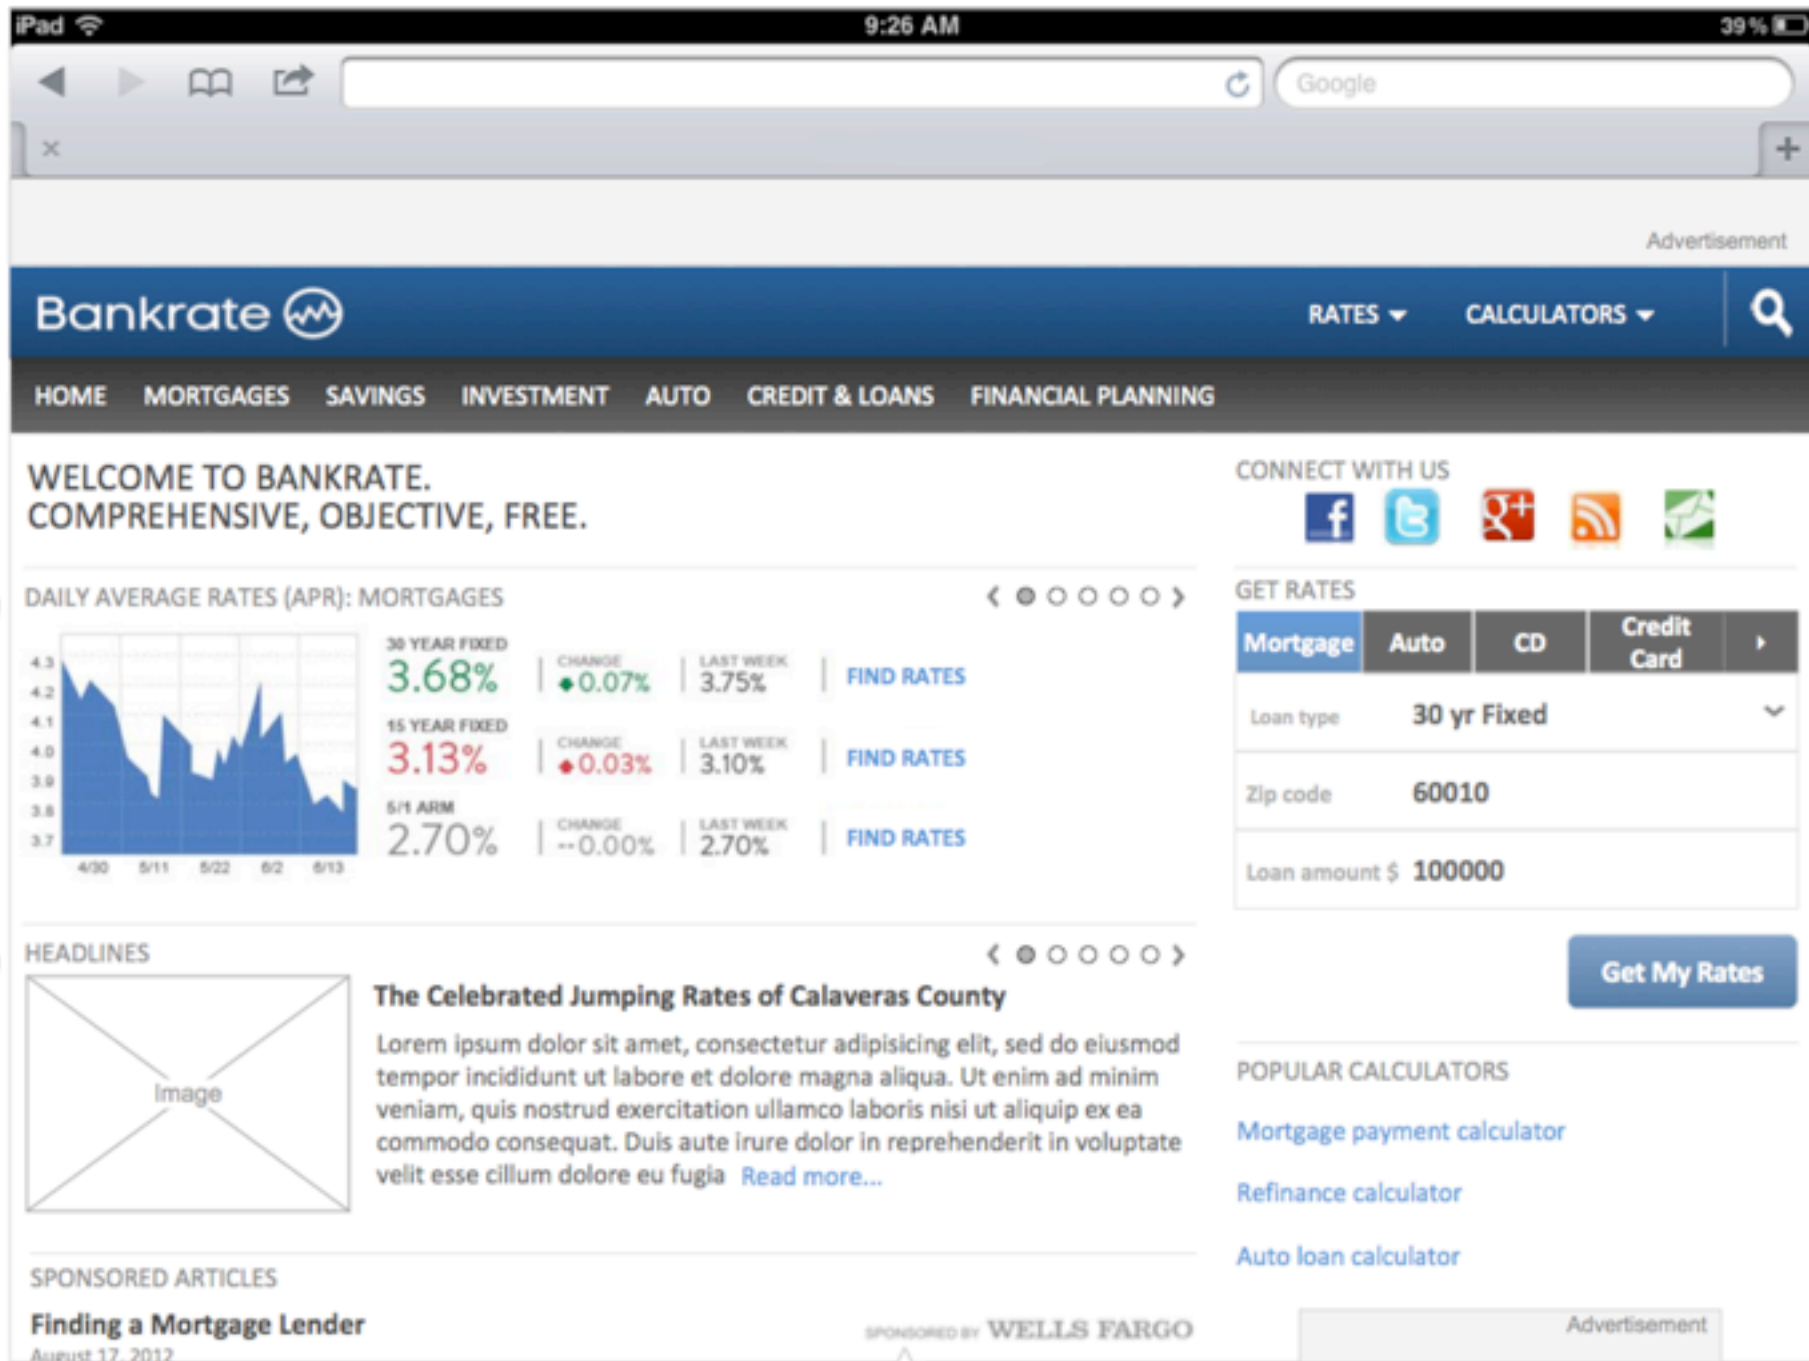 iPad
9:26 AM
39%
Google
Advertisement
Bankrate
RATES
CALCULATORS
HOME
MORTGAGES
SAVINGS
INVESTMENT
AUTO
CREDIT & LOANS
FINANCIAL PLANNING
WELCOME TO BANKRATE.
COMPREHENSIVE, OBJECTIVE, FREE.
DAILY AVERAGE RATES (APR): MORTGAGES
4.3
4.2
4.1
4.0
3.9
3.8
3.7
4/30 5/11 5/22 6/2 6/13
30 YEAR FIXED
3.68%
CHANGE
0.07%
LAST WEEK
3.75%
FIND RATES
15 YEAR FIXED
3.13%
CHANGE
0.03%
LAST WEEK
3.10%
FIND RATES
5/1 ARM
2.70%
CHANGE
--0.00%
LAST WEEK
2.70%
FIND RATES
HEADLINES
Image
The Celebrated Jumping Rates of Calaveras County
Lorem ipsum dolor sit amet, consectetur adipisicing elit, sed do eiusmod
tempor incididunt ut labore et dolore magna aliqua. Ut enim ad minim
veniam, quis nostrud exercitation ullamco laboris nisi ut aliquip ex ea
commodo consequat. Duis aute irure dolor in reprehenderit in voluptate
velit esse cillum dolore eu fugia Read more...
SPONSORED ARTICLES
Finding a Mortgage Lender
August 17, 2012
SPONSORED BY WELLS FARGO
CONNECT WITH US
f
t
g+
GET RATES
Mortgage
Auto
CD
Credit
Card
Loan type 30 yr Fixed
Zip code 60010
Loan amount $ 100000
Get My Rates
POPULAR CALCULATORS
Mortgage payment calculator
Refinance calculator
Auto loan calculator
Advertisement